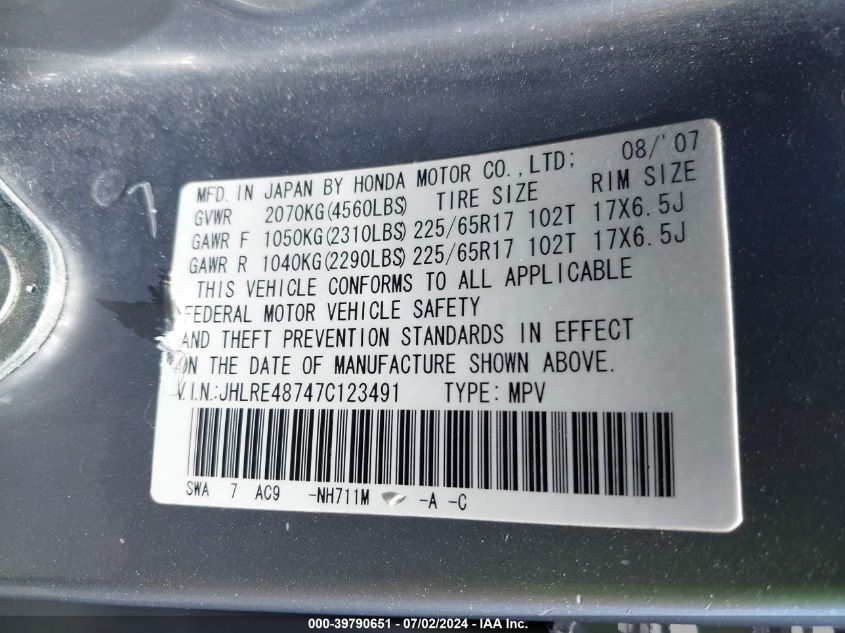 07
MFD. IN JAPAN BY HONDA MOTOR CO.,LTD; 08/'07
GVWR 2070KG(4560LBS) TIRE SIZE RIM SIZE
GAWR F 1050KG(2310LBS) 225/65R17 102T 17X6.5J
GAWR R 1040KG(2290LBS) 225/65R17 102T 17X6.5J
THIS VEHICLE CONFORMS TO ALL APPLICABLE
FEDERAL MOTOR VEHICLE SAFETY
AND THEFT PREVENTION STANDARDS IN EFFECT
ON THE DATE OF MANUFACTURE SHOWN ABOVE.
V.I.N.:JHLRE48747C123491 TYPE: MPV
SWA 7 AC9 -NH711M -A -C
000-39790651 - 07/02/2024 - IAA Inc.